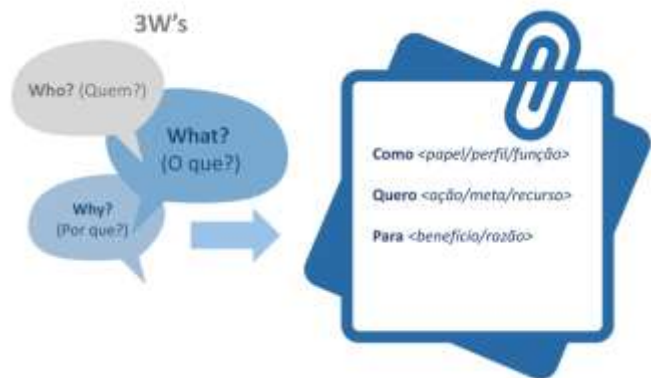 3W's
Who? (Quem?)
What?
(O que?)
Why?
(Por que?)
Como <papel/perfil/função>
Quero <ação/meta/recurso>
Para <benefício/razão>